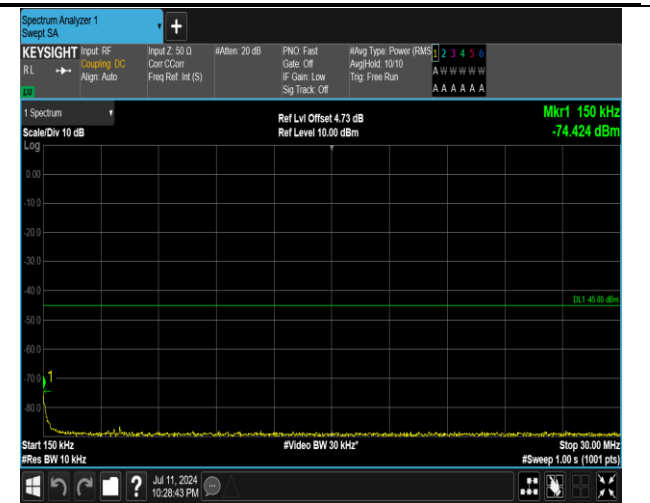 Spectrum Analyzer 1
Swept SA
+
KEYSIGHT
RL
LV
Input: RF
Coupling: DC
Align: Auto
Input Z: 50 Ω
Corr CCorr
Freq Ref: Int (S)
#Atten: 20 dB
PNO: Fast
Gate: Off
IF Gain: Low
Sig Track: Off
#Avg Type: Power (RMS
Avg|Hold: 10/10
Trig: Free Run
1 2 3 4 5 6
A W W W W W
A A A A A A
1 Spectrum
Scale/Div 10 dB
Log
Ref Lvl Offset 4.73 dB
Ref Level 10.00 dBm
Mkr1 150 kHz
-74.424 dBm
0.00
-10.0
-20.0
-30.0
-40.0
DL1 -45.00 dBm
-50.0
-60.0
-70.0
1
-80.0
Start 150 kHz
#Video BW 30 kHz*
Stop 30.00 MHz
#Res BW 10 kHz
#Sweep 1.00 s (1001 pts)
?
Jul 11, 2024
10:28:43 PM